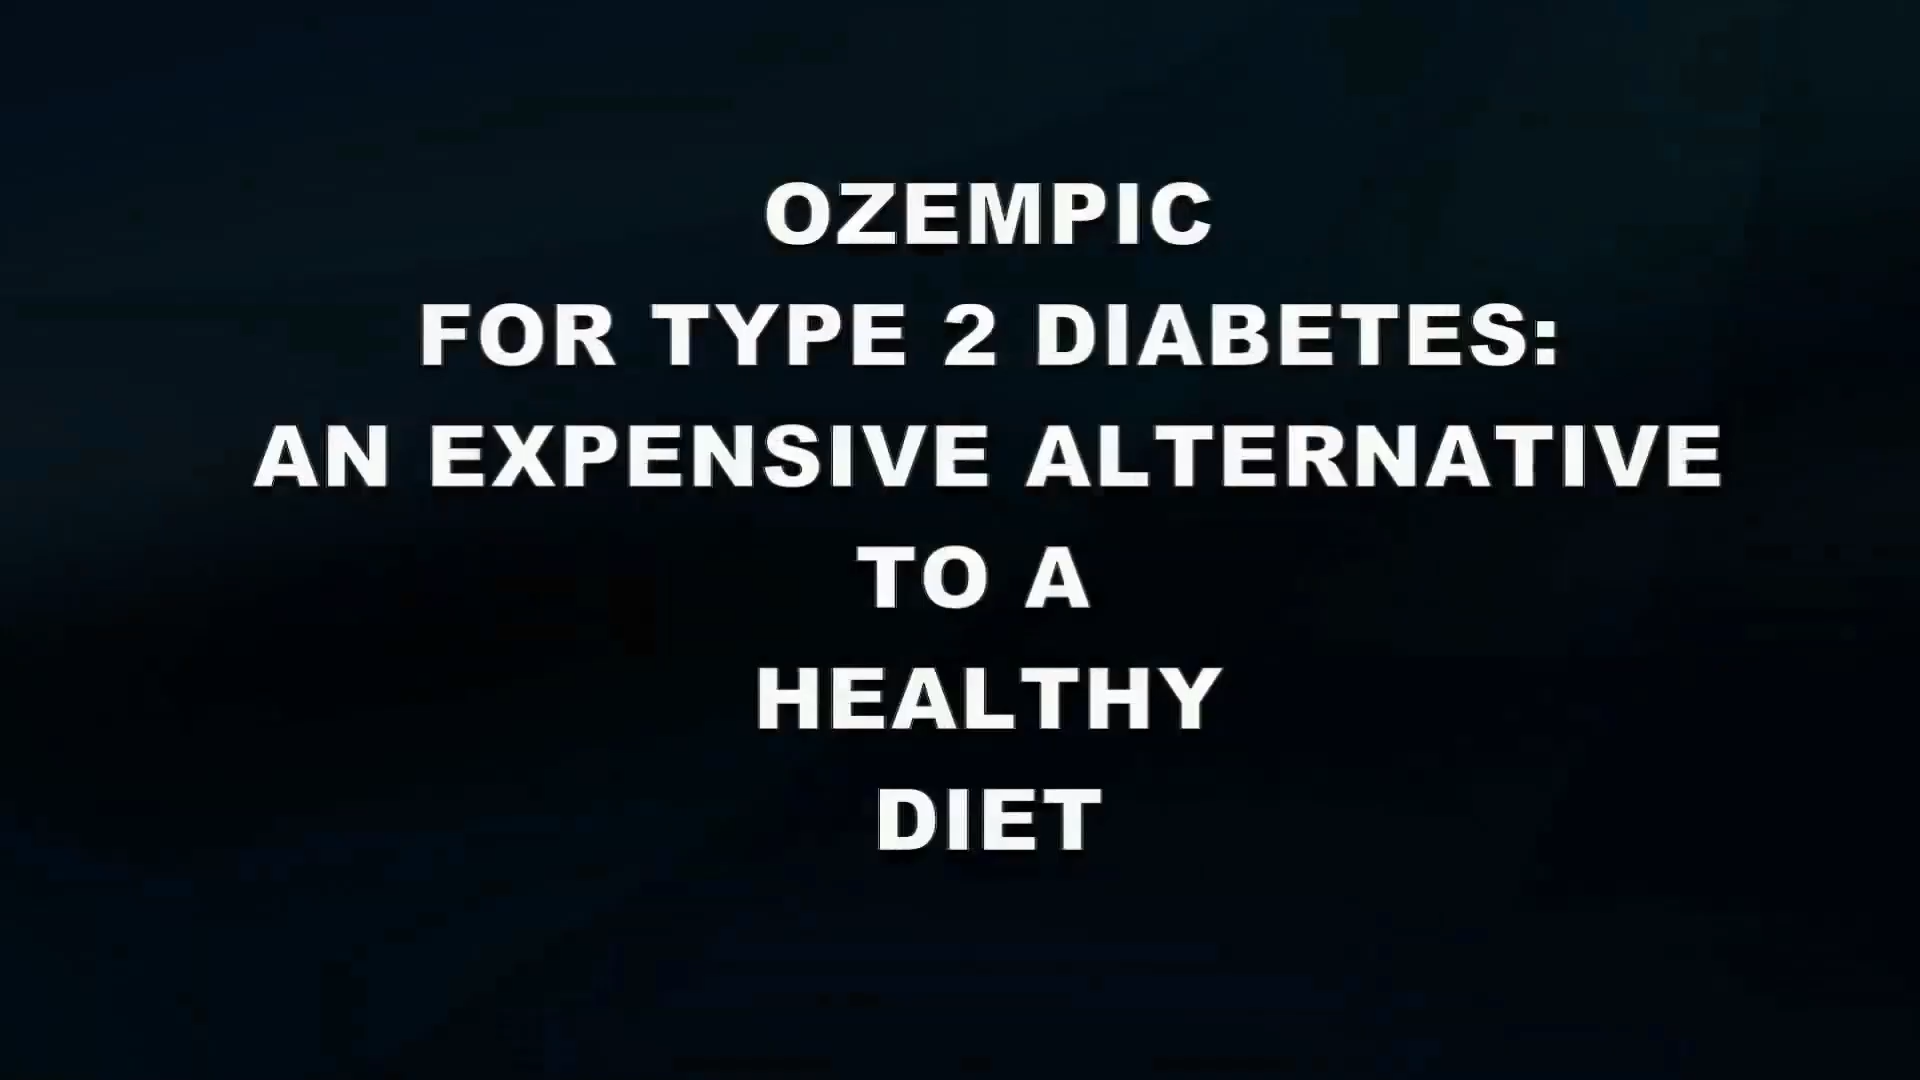 OZEMPIC
FOR TYPE 2 DIABETES:
AN EXPENSIVE ALTERNATIVE
TO A
HEALTHY
DIET